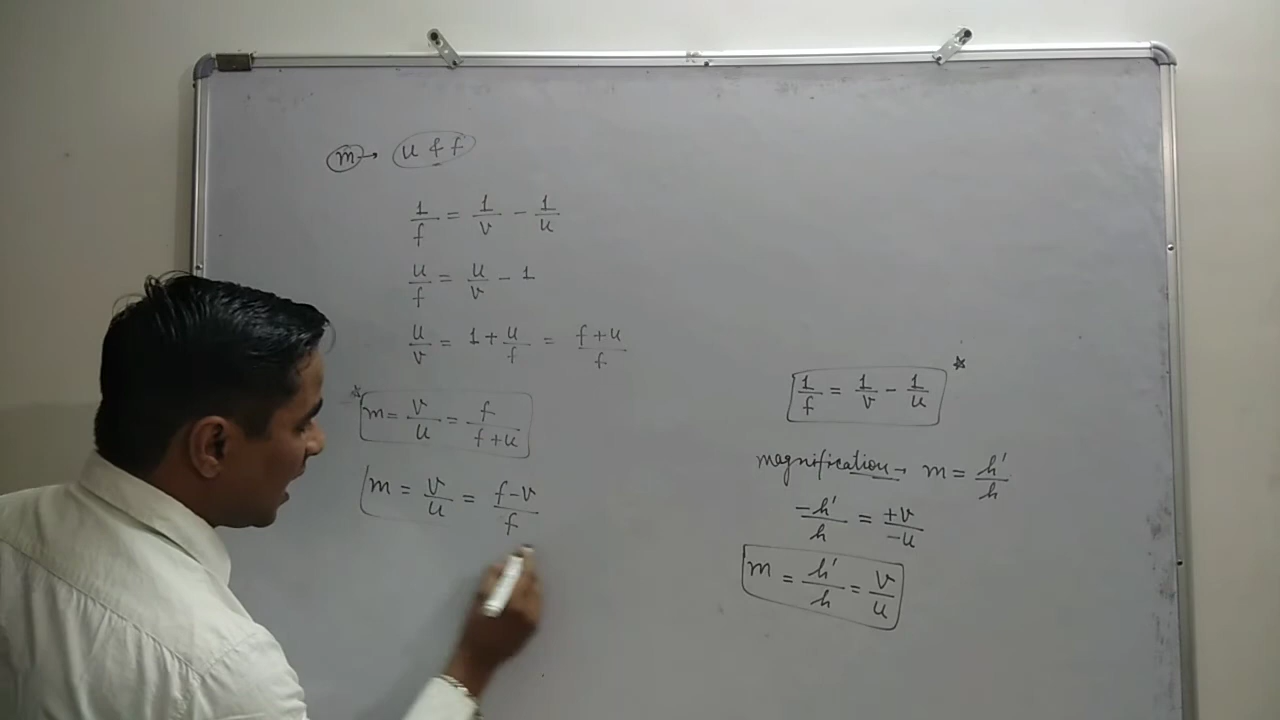 m → u & f
1/f = 1/v - 1/u
u/f = u/v - 1
u/v = 1 + u/f = f+u/f
* m = v/u = f/f+u
m = v/u = f-v/f
1/f = 1/v - 1/u *
magnification → m = h'/h
-h'/h = +v/-u
m = h'/h = v/u